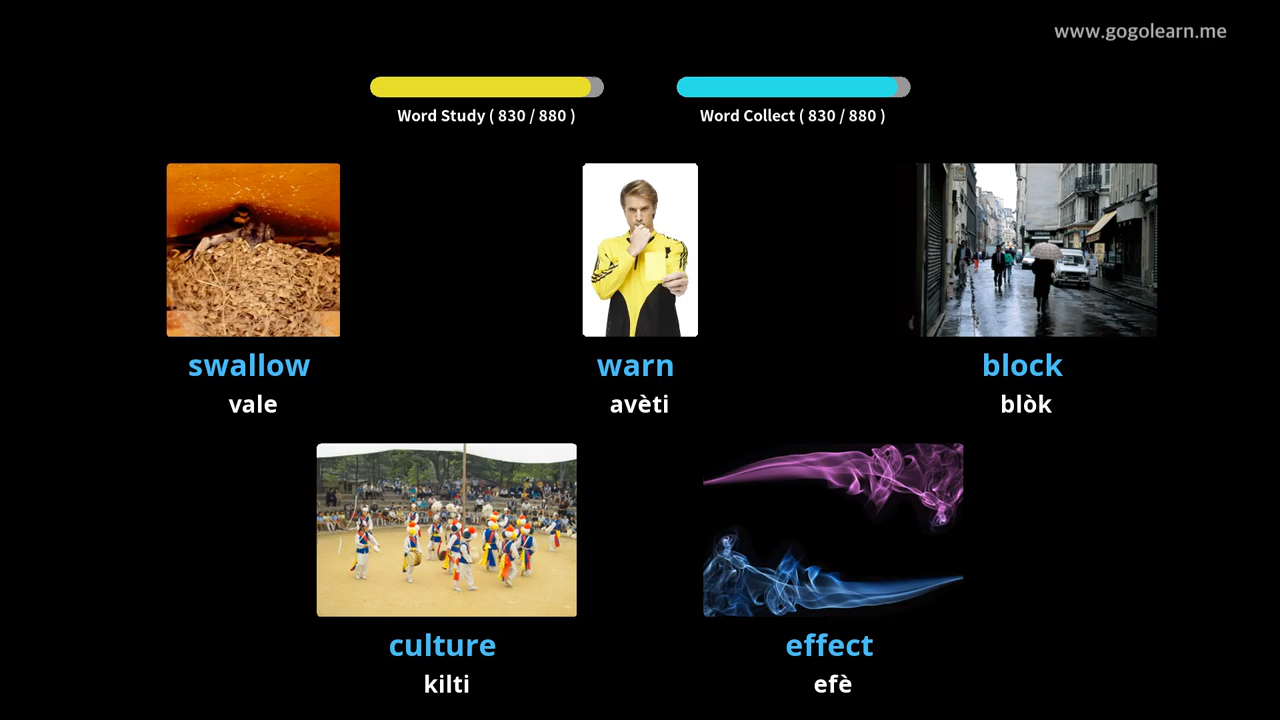 www.gogolearn.me
Word Study ( 830 / 880 )
Word Collect ( 830 / 880 )
swallow
vale
warn
avèti
block
blòk
culture
kilti
effect
efè